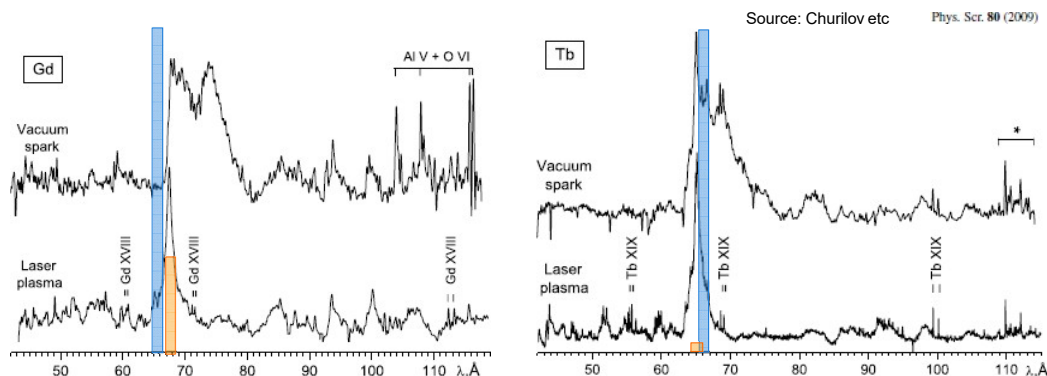 Source: Churilov etc
Phys. Scr. 80 (2009)
Gd
Al V + O VI
Vacuum
spark
Laser
plasma
Gd XVIII
Gd XVIII
Gd XVIII
50 60 70 80 90 100 110 λ,Å
Tb
*
Vacuum
spark
Laser
plasma
Tb XIX
Tb XIX
Tb XIX
50 60 70 80 90 100 110 λ,Å